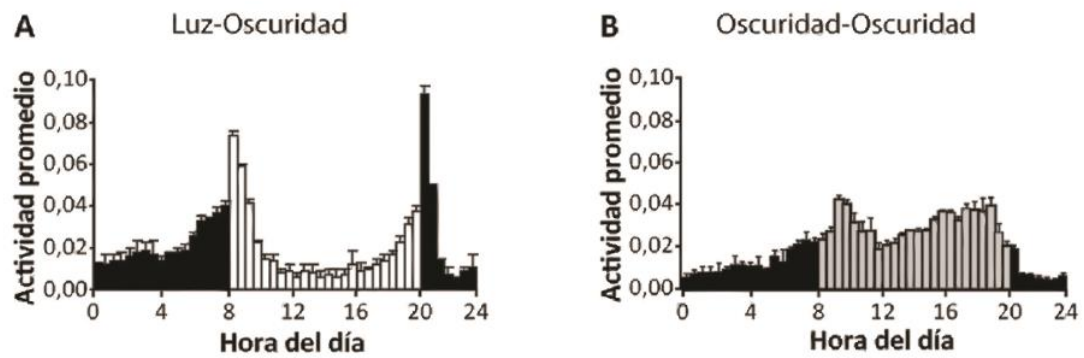 A Luz-Oscuridad
Actividad promedio
0,10
0,08
0,06
0,04
0,02
0,00
0 4 8 12 16 20 24
Hora del día
B Oscuridad-Oscuridad
Actividad promedio
0,10
0,08
0,06
0,04
0,02
0,00
0 4 8 12 16 20 24
Hora del día